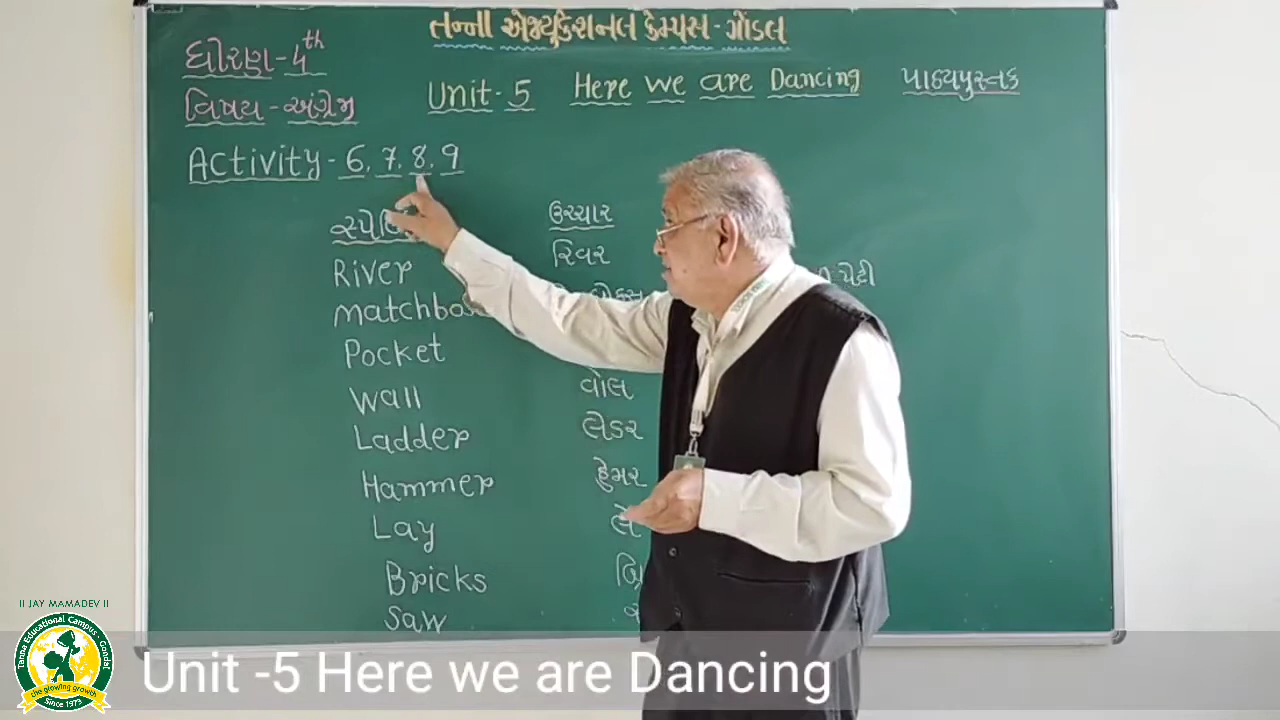 તન્ના એજ્યુકેશનલ કેમ્પસ - ગોંડલ
ધોરણ - 4th
Unit - 5 Here we are Dancing પાઠ્યપુસ્તક
વિષય - અંગ્રેજી
Activity - 6, 7, 8, 9
ઉચ્ચાર
River રિવર
પેટી
Pocket
Wall વોલ
Ladder લેડર
Hammer હેમર
Lay
Bricks
Saw
II JAY MAMADEV II
Tanna Educational Campus - Gondal
the glowing growth
Since 1973
Unit -5 Here we are Dancing